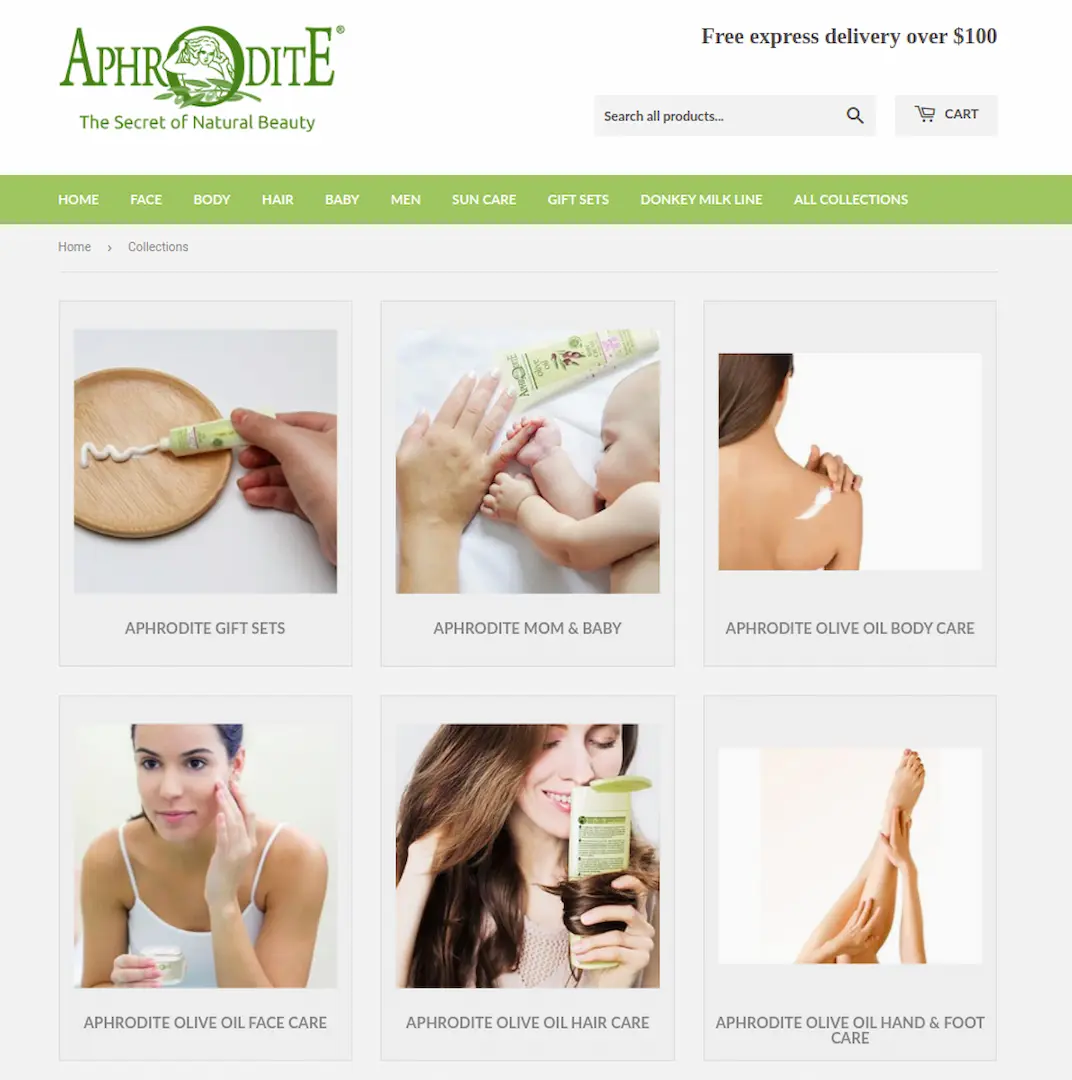 APHRODITE®
The Secret of Natural Beauty
Free express delivery over $100
Search all products...
CART
HOME FACE BODY HAIR BABY MEN SUN CARE GIFT SETS DONKEY MILK LINE ALL COLLECTIONS
Home › Collections
olive
APHRODITE
APHRODITE GIFT SETS
APHRODITE MOM & BABY
APHRODITE OLIVE OIL BODY CARE
APHRODITE OLIVE OIL FACE CARE
APHRODITE OLIVE OIL HAIR CARE
APHRODITE OLIVE OIL HAND & FOOT
CARE